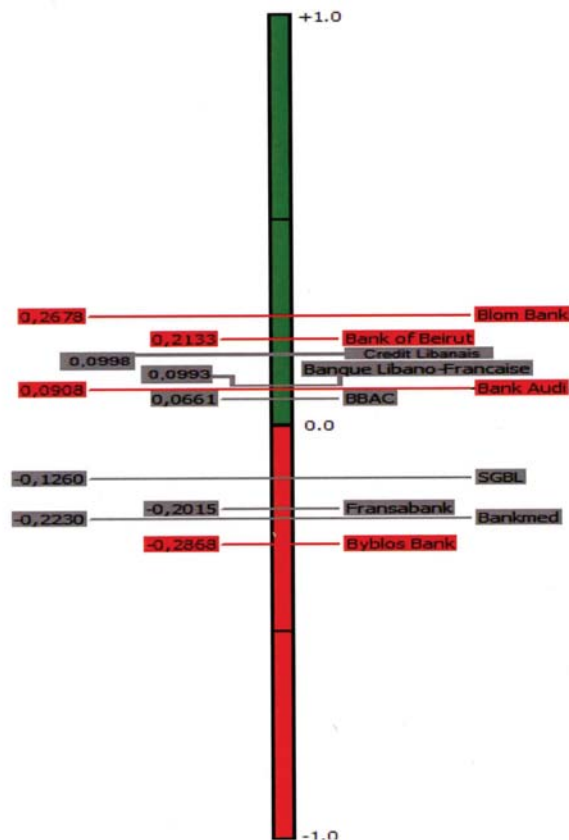 +1.0
0,2678 Blom Bank
0,2133 Bank of Beirut
0,0998 Credit Libanais
0,0993 Banque Libano-Francaise
0,0908 Bank Audi
0,0661 BBAC
0.0
-0,1260 SGBL
-0,2015 Fransabank
-0,2230 Bankmed
-0,2868 Byblos Bank
-1.0